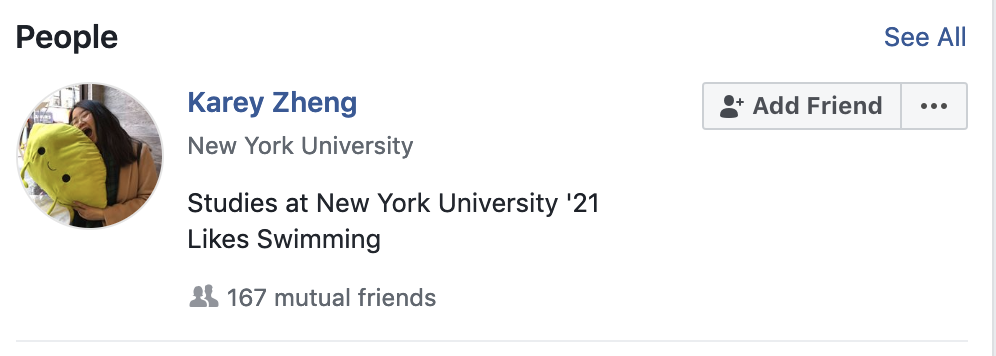 People
See All
Karey Zheng
Add Friend
New York University
Studies at New York University '21
Likes Swimming
167 mutual friends